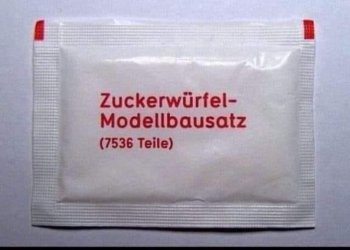 Zuckerwürfel-
Modellbausatz
(7536 Teile)